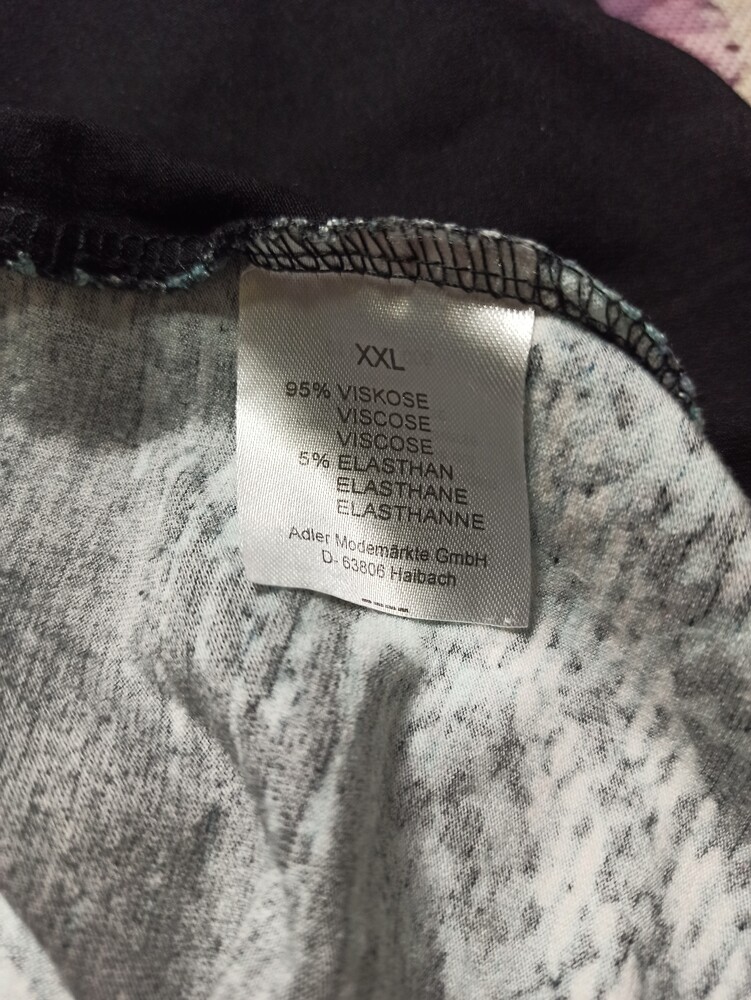 XXL
95% VISKOSE
VISCOSE
VISCOSE
5% ELASTHAN
ELASTHANE
ELASTHANNE
Adler Modemärkte GmbH
D- 63806 Haibach